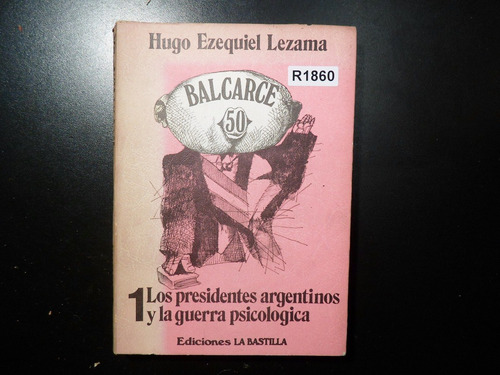 Hugo Ezequiel Lezama
R1860
BALCARCE
50
1 Los presidentes argentinos
y la guerra psicologica
Ediciones LA BASTILLA